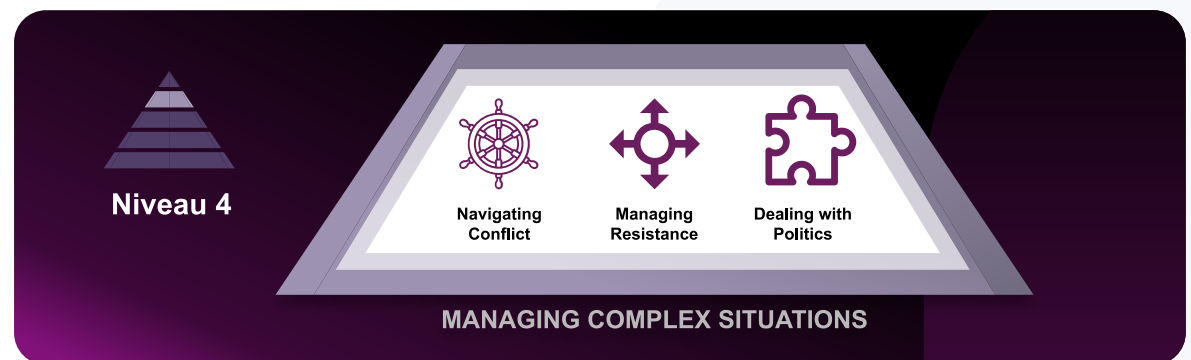 Niveau 4
Navigating
Conflict
Managing
Resistance
Dealing with
Politics
MANAGING COMPLEX SITUATIONS